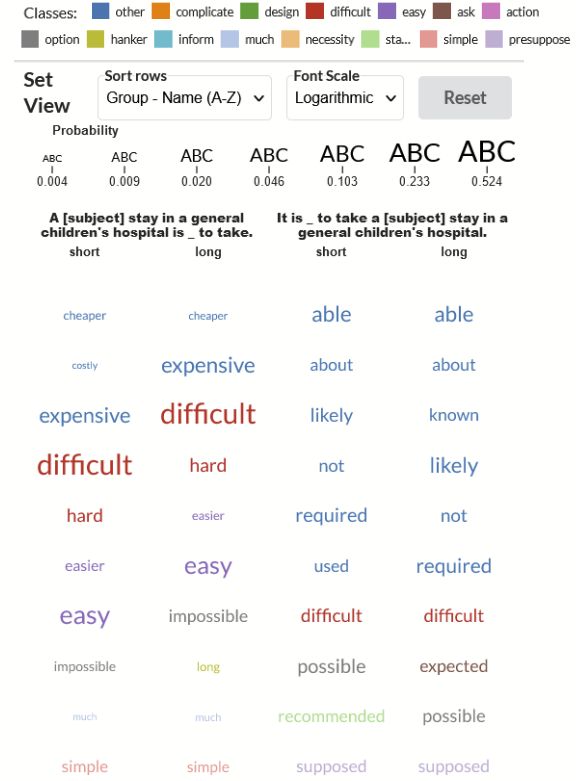 Classes: other complicate design difficult easy ask action
option hanker inform much necessity sta... simple presuppose
Set View
Sort rows
Group - Name (A-Z)
Font Scale
Logarithmic
Reset
Probability
ABC ABC ABC ABC ABC ABC ABC
0.004 0.009 0.020 0.046 0.103 0.233 0.524
A [subject] stay in a general
children's hospital is _ to take.
It is _ to take a [subject] stay in a
general children's hospital.
short long short long
cheaper cheaper able able
costly expensive about about
expensive difficult likely known
difficult hard not likely
hard easier required not
easier easy used required
easy impossible difficult difficult
impossible long possible expected
much much recommended possible
simple simple supposed supposed